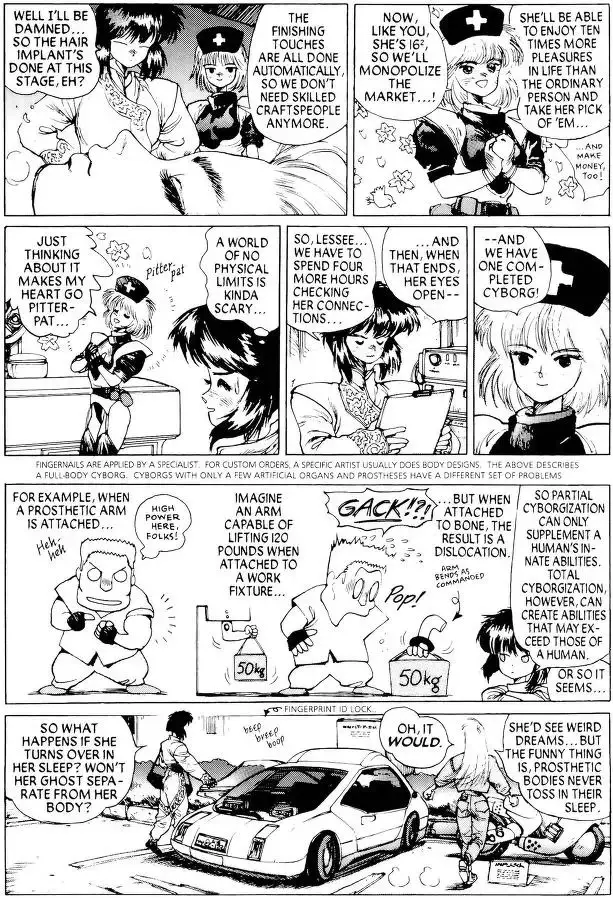 WELL I'LL BE
DAMNED...
SO THE HAIR
IMPLANT'S
DONE AT THIS
STAGE, EH?
THE
FINISHING
TOUCHES
ARE ALL DONE
AUTOMATICALLY,
SO WE DON'T
NEED SKILLED
CRAFTSPEOPLE
ANYMORE.
NOW,
LIKE YOU,
SHE'S 16²,
SO WE'LL
MONOPOLIZE
THE
MARKET...!
SHE'LL BE ABLE
TO ENJOY TEN
TIMES MORE
PLEASURES
IN LIFE THAN
THE ORDINARY
PERSON AND
TAKE HER PICK
OF 'EM...
...AND
MAKE
MONEY,
TOO!
JUST
THINKING
ABOUT IT
MAKES MY
HEART GO
PITTER-
PAT...
Pitter-
pat
A WORLD
OF NO
PHYSICAL
LIMITS IS
KINDA
SCARY...
SO, LESSEE...
WE HAVE TO
SPEND FOUR
MORE HOURS
CHECKING
HER CONNEC-
TIONS...
...AND
THEN, WHEN
THAT ENDS,
HER EYES
OPEN--
--AND
WE HAVE
ONE COM-
PLETED
CYBORG!
FINGERNAILS ARE APPLIED BY A SPECIALIST. FOR CUSTOM ORDERS, A SPECIFIC ARTIST USUALLY DOES BODY DESIGNS. THE ABOVE DESCRIBES
A FULL-BODY CYBORG. CYBORGS WITH ONLY A FEW ARTIFICIAL ORGANS AND PROSTHESES HAVE A DIFFERENT SET OF PROBLEMS
FOR EXAMPLE, WHEN
A PROSTHETIC ARM
IS ATTACHED...
Heh,
heh
HIGH
POWER
HERE,
FOLKS!
IMAGINE
AN ARM
CAPABLE OF
LIFTING 120
POUNDS WHEN
ATTACHED TO
A WORK
FIXTURE...
50kg
GACK!?!
Pop!
...BUT WHEN
ATTACHED
TO BONE, THE
RESULT IS A
DISLOCATION.
ARM
BENDS AS
COMMANDED
50kg
SO PARTIAL
CYBORGIZATION
CAN ONLY
SUPPLEMENT A
HUMAN'S IN-
NATE ABILITIES.
TOTAL
CYBORGIZATION,
HOWEVER, CAN
CREATE ABILITIES
THAT MAY EX-
CEED THOSE OF
A HUMAN.
OR SO IT
SEEMS...
FINGERPRINT ID LOCK..
SO WHAT
HAPPENS IF SHE
TURNS OVER IN
HER SLEEP? WON'T
HER GHOST SEPA-
RATE FROM HER
BODY?
beep
breep
boop
OH, IT
WOULD.
SHE'D SEE WEIRD
DREAMS...BUT
THE FUNNY THING
IS, PROSTHETIC
BODIES NEVER
TOSS IN THEIR
SLEEP.